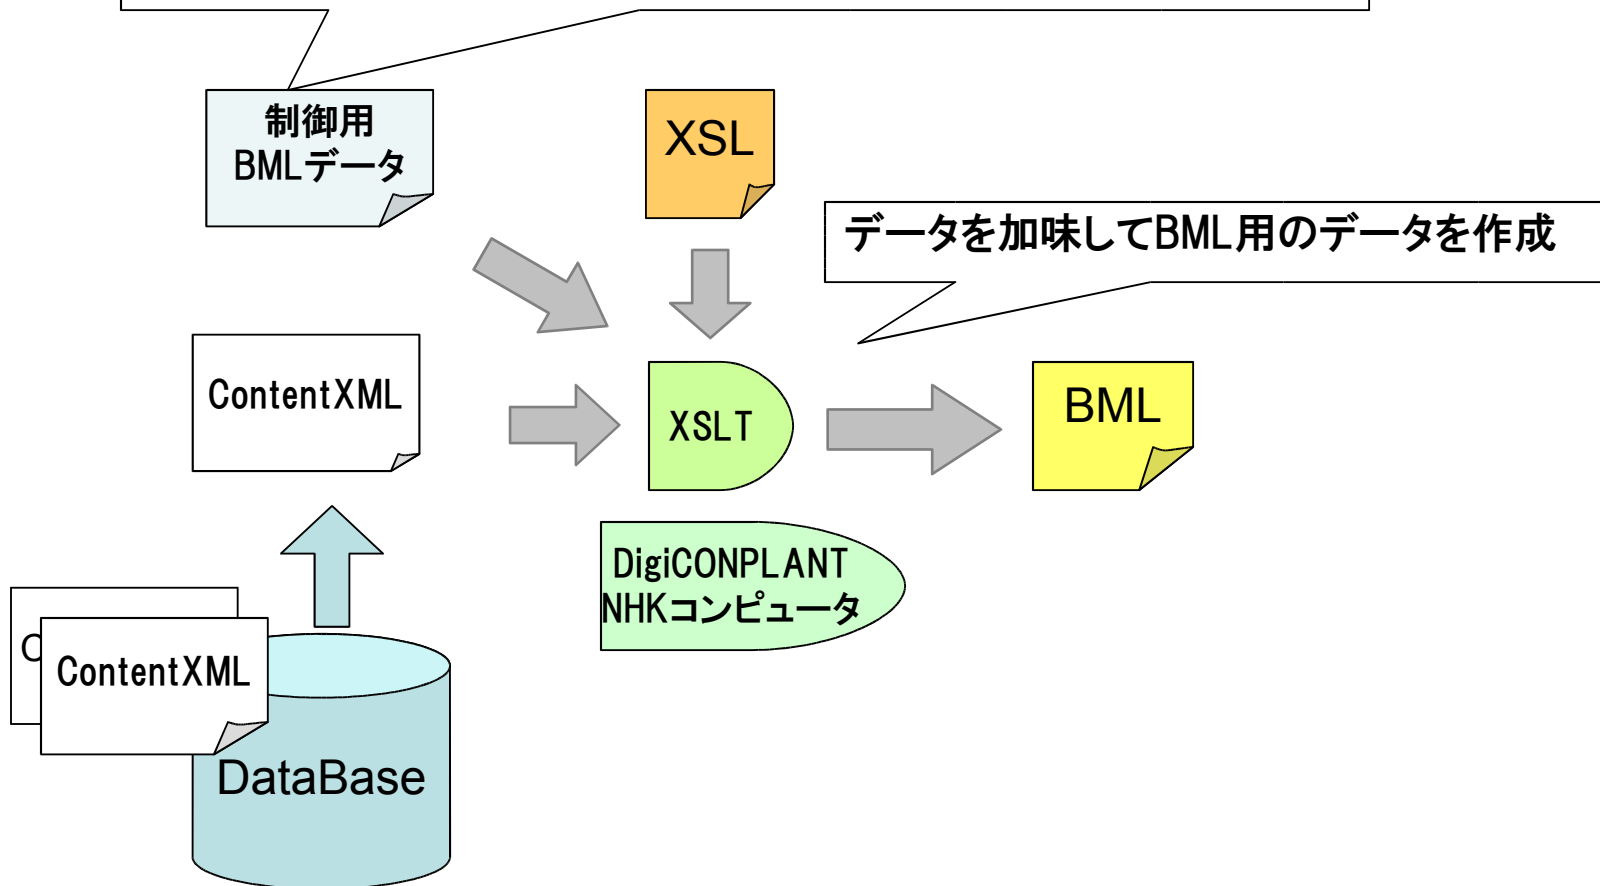 制御用
BMLデータ
XSL
データを加味してBML用のデータを作成
ContentXML
XSLT
BML
DigiCONPLANT
NHKコンピュータ
C
ContentXML
DataBase